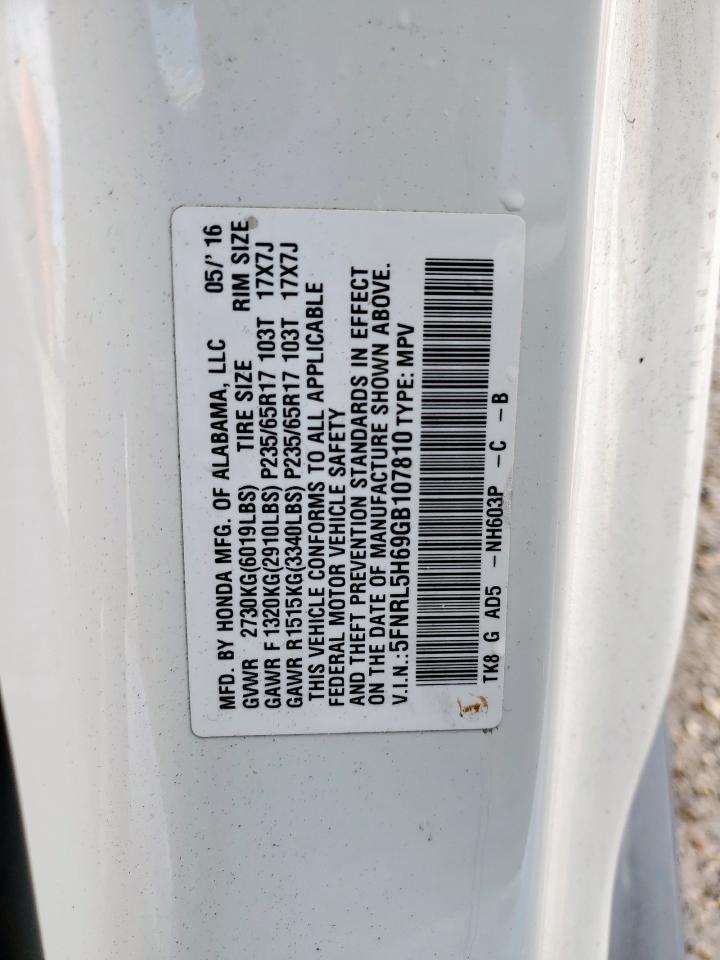 MFD. BY HONDA MFG. OF ALABAMA, LLC 05/' 16
GVWR 2730KG(6019LBS) TIRE SIZE RIM SIZE
GAWR F 1320KG(2910LBS) P235/65R17 103T 17X7J
GAWR R 1515KG(3340LBS) P235/65R17 103T 17X7J
THIS VEHICLE CONFORMS TO ALL APPLICABLE
FEDERAL MOTOR VEHICLE SAFETY
AND THEFT PREVENTION STANDARDS IN EFFECT
ON THE DATE OF MANUFACTURE SHOWN ABOVE.
V.I.N.:5FNRL5H69GB107810 TYPE: MPV
TK8 G AD5 -NH603P -C -B